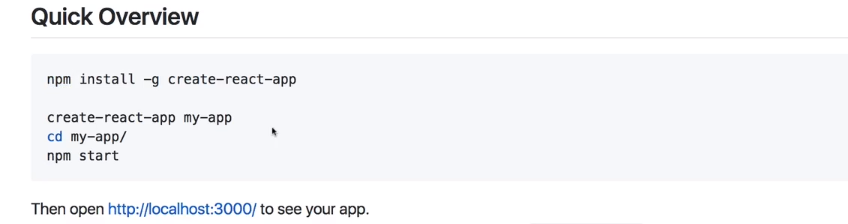 Quick Overview
npm install -g create-react-app
create-react-app my-app
cd my-app/
npm start
Then open http://localhost:3000/ to see your app.